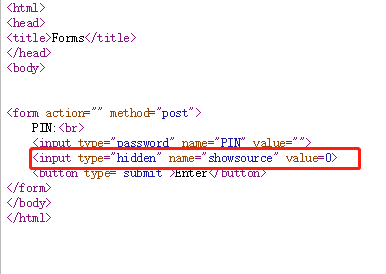 <html>
<head>
<title>Forms</title>
</head>
<body>
<form action="" method="post">
PIN:<br>
<input type="password" name="PIN" value="">
<input type="hidden" name="showsource" value=0>
<button type="submit">Enter</button>
</form>
</body>
</html>